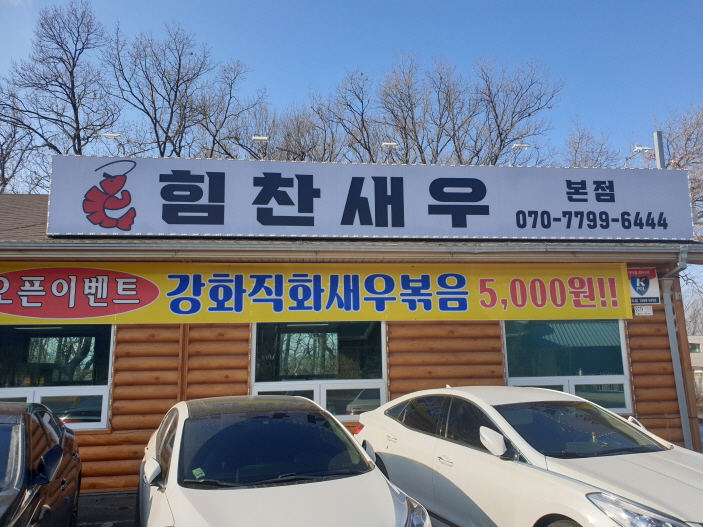 힘찬새우 본점
070-7799-6444
오픈이벤트 강화직화새우볶음 5,000원!!